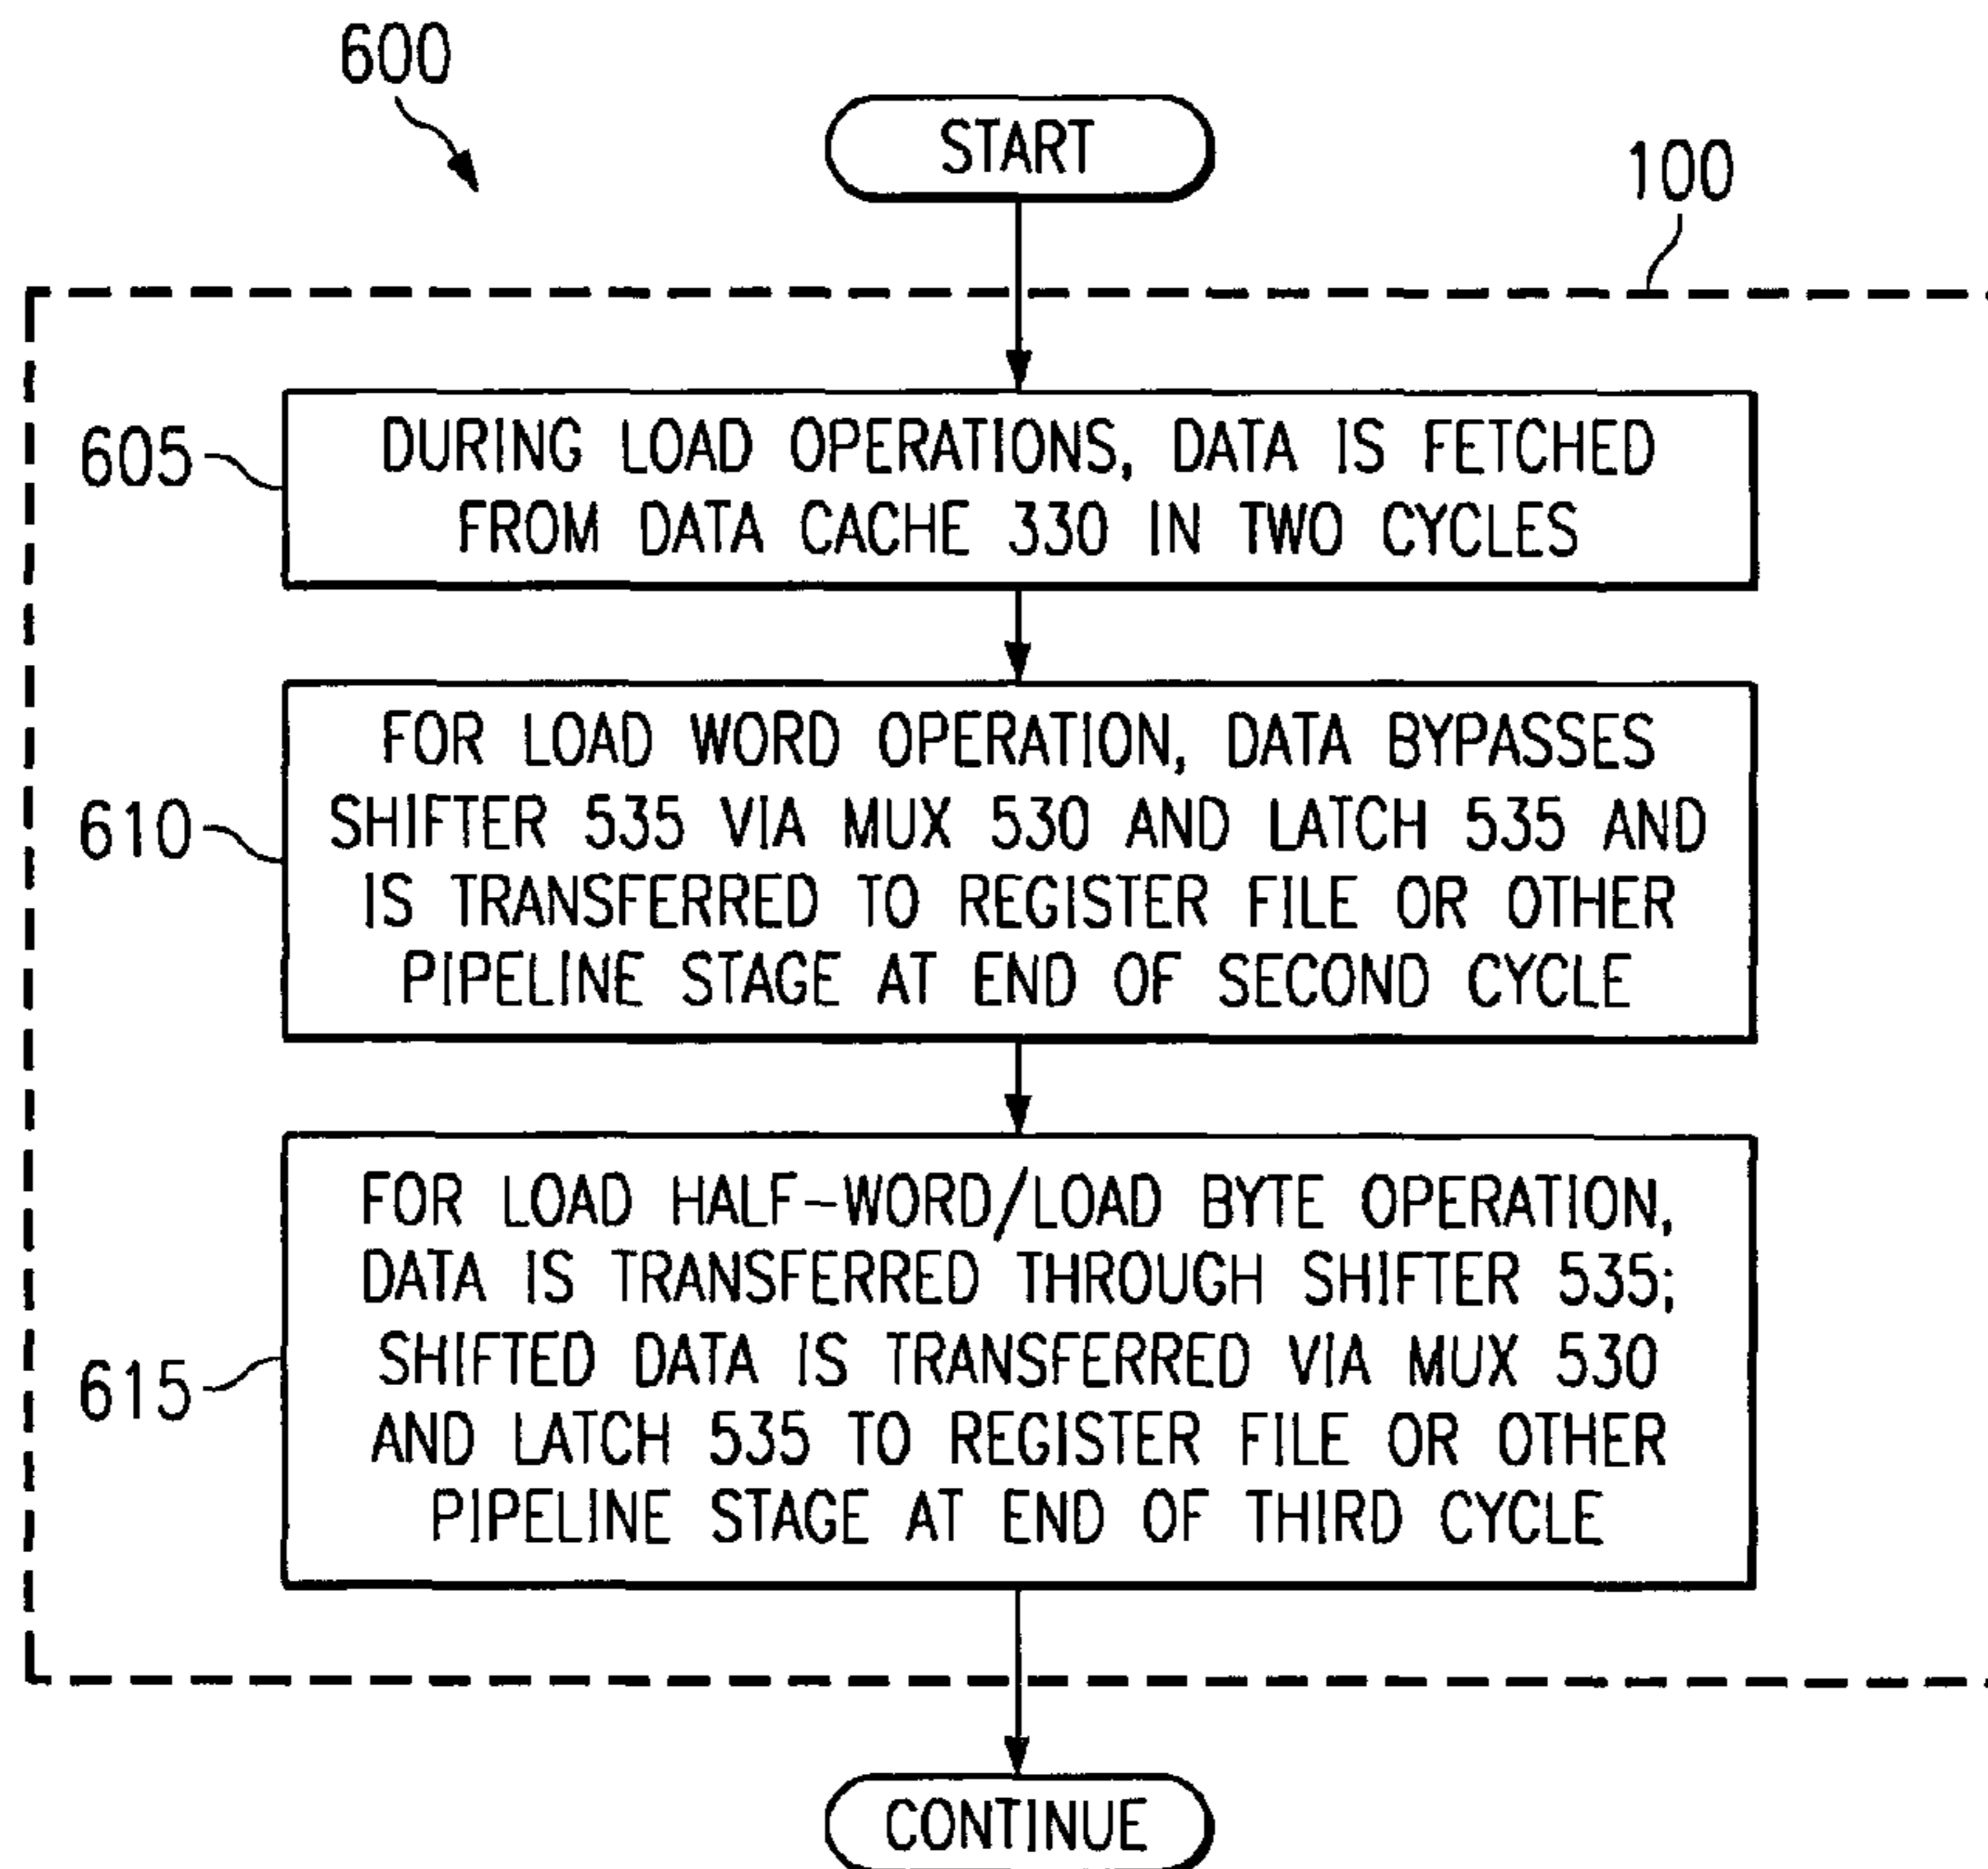 600
START
100
605
DURING LOAD OPERATIONS, DATA IS FETCHED
FROM DATA CACHE 330 IN TWO CYCLES
610
FOR LOAD WORD OPERATION, DATA BYPASSES
SHIFTER 535 VIA MUX 530 AND LATCH 535 AND
IS TRANSFERRED TO REGISTER FILE OR OTHER
PIPELINE STAGE AT END OF SECOND CYCLE
615
FOR LOAD HALF-WORD/LOAD BYTE OPERATION,
DATA IS TRANSFERRED THROUGH SHIFTER 535;
SHIFTED DATA IS TRANSFERRED VIA MUX 530
AND LATCH 535 TO REGISTER FILE OR OTHER
PIPELINE STAGE AT END OF THIRD CYCLE
CONTINUE